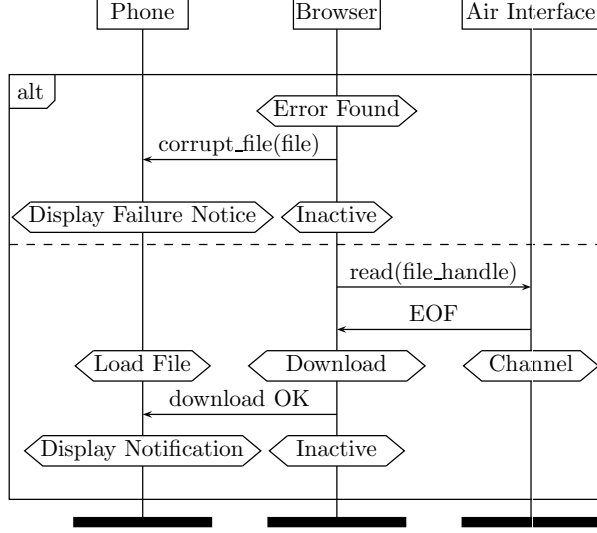 Phone Browser Air Interface
alt
Error Found
corrupt_file(file)
Display Failure Notice Inactive
read(file_handle)
EOF
Load File Download Channel
download OK
Display Notification Inactive